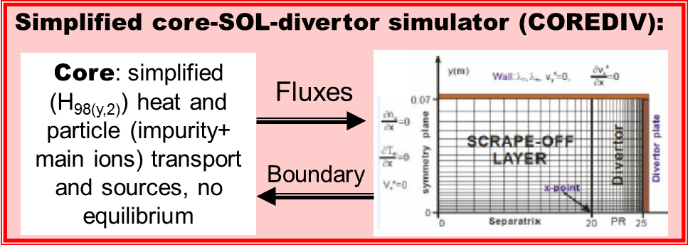 Simplified core-SOL-divertor simulator (COREDIV):
Core: simplified
(H98(y,2)) heat and
particle (impurity+
main ions) transport
and sources, no
equilibrium
Fluxes
Boundary
y(m)
0.07
0
symmetry plane
∂T/∂x=0
SCRAPE-OFF
LAYER
Divertor
Divertor plate
x-point
0 20 PR 25
Separatrix